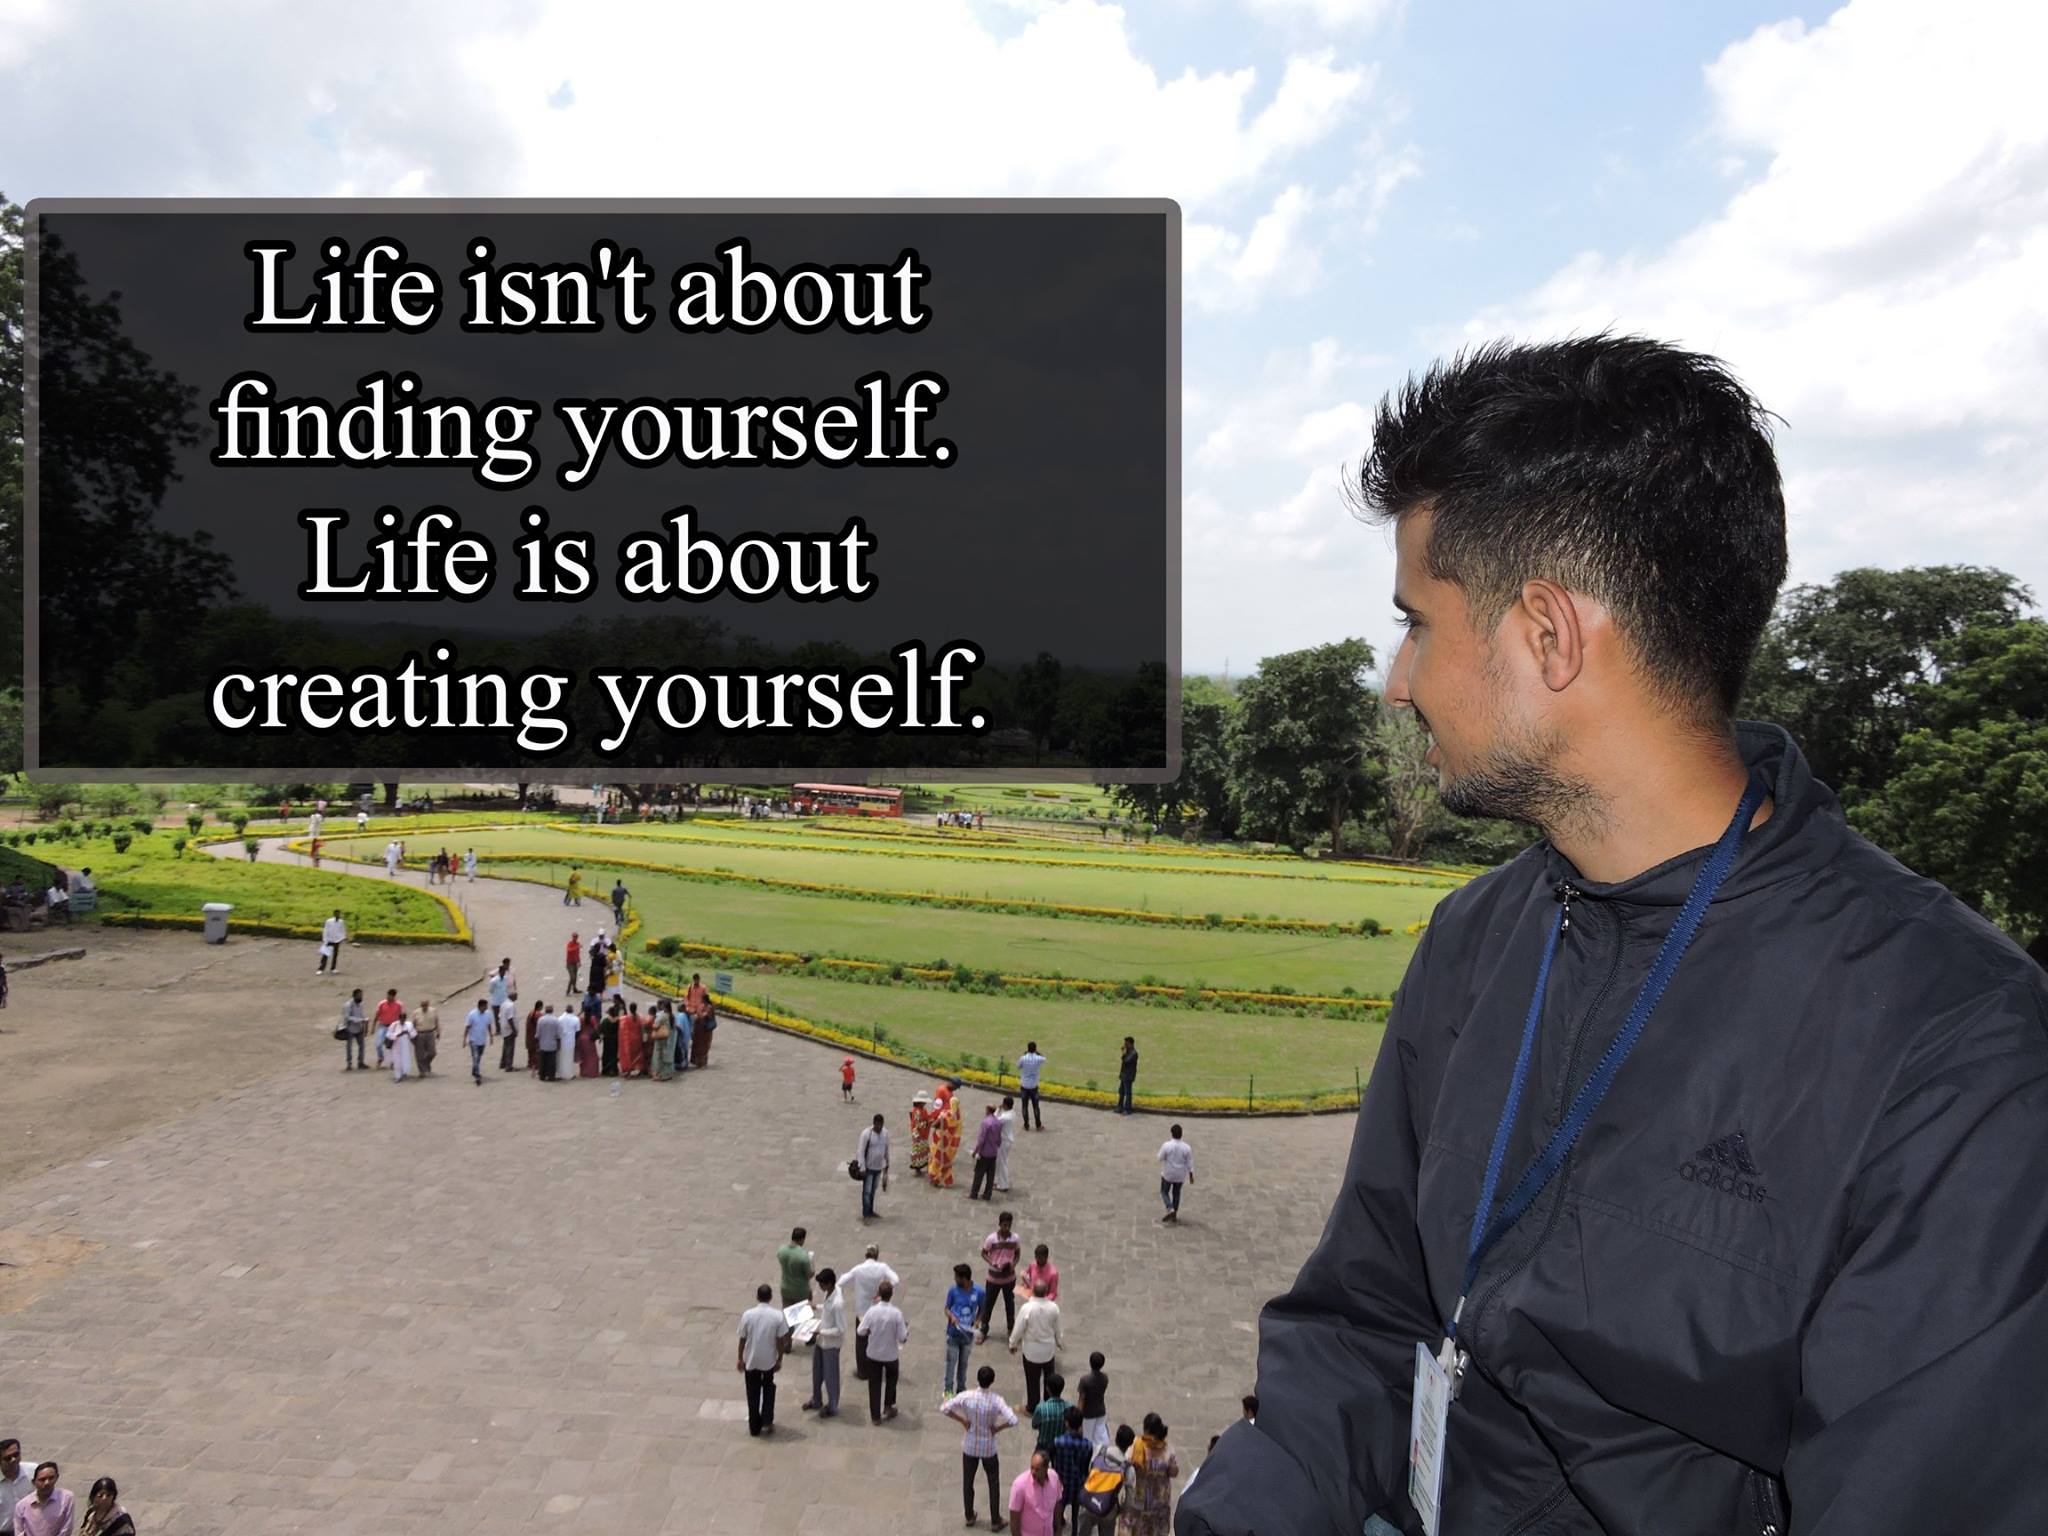 Life isn't about
finding yourself.
Life is about
creating yourself.
adidas